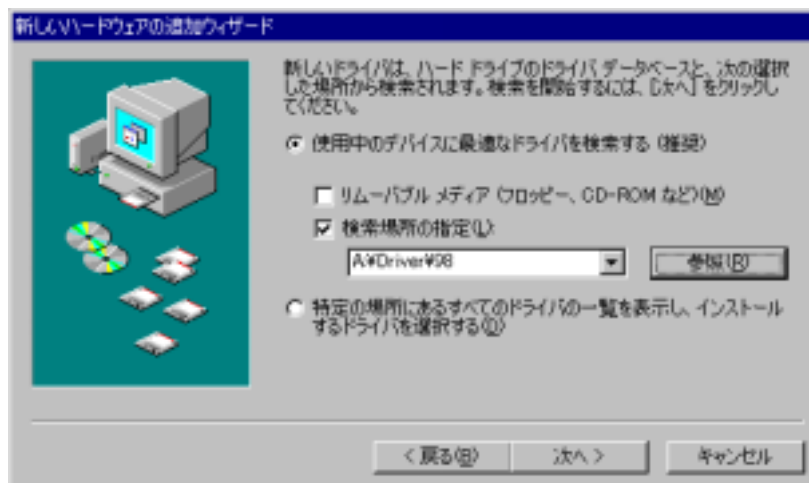 新しいハードウェアの追加ウィザード
新しいドライバは、ハード ドライブのドライバ データベースと、次の選択
した場所から検索されます。検索を開始するには、[次へ] をクリックし
てください。
使用中のデバイスに最適なドライバを検索する (推奨)
リムーバブル メディア (フロッピー、CD-ROM など)(M)
検索場所の指定(L):
A:¥Driver¥98
参照(R)
特定の場所にあるすべてのドライバの一覧を表示し、インストール
するドライバを選択する(D)
< 戻る(B)
次へ >
キャンセル